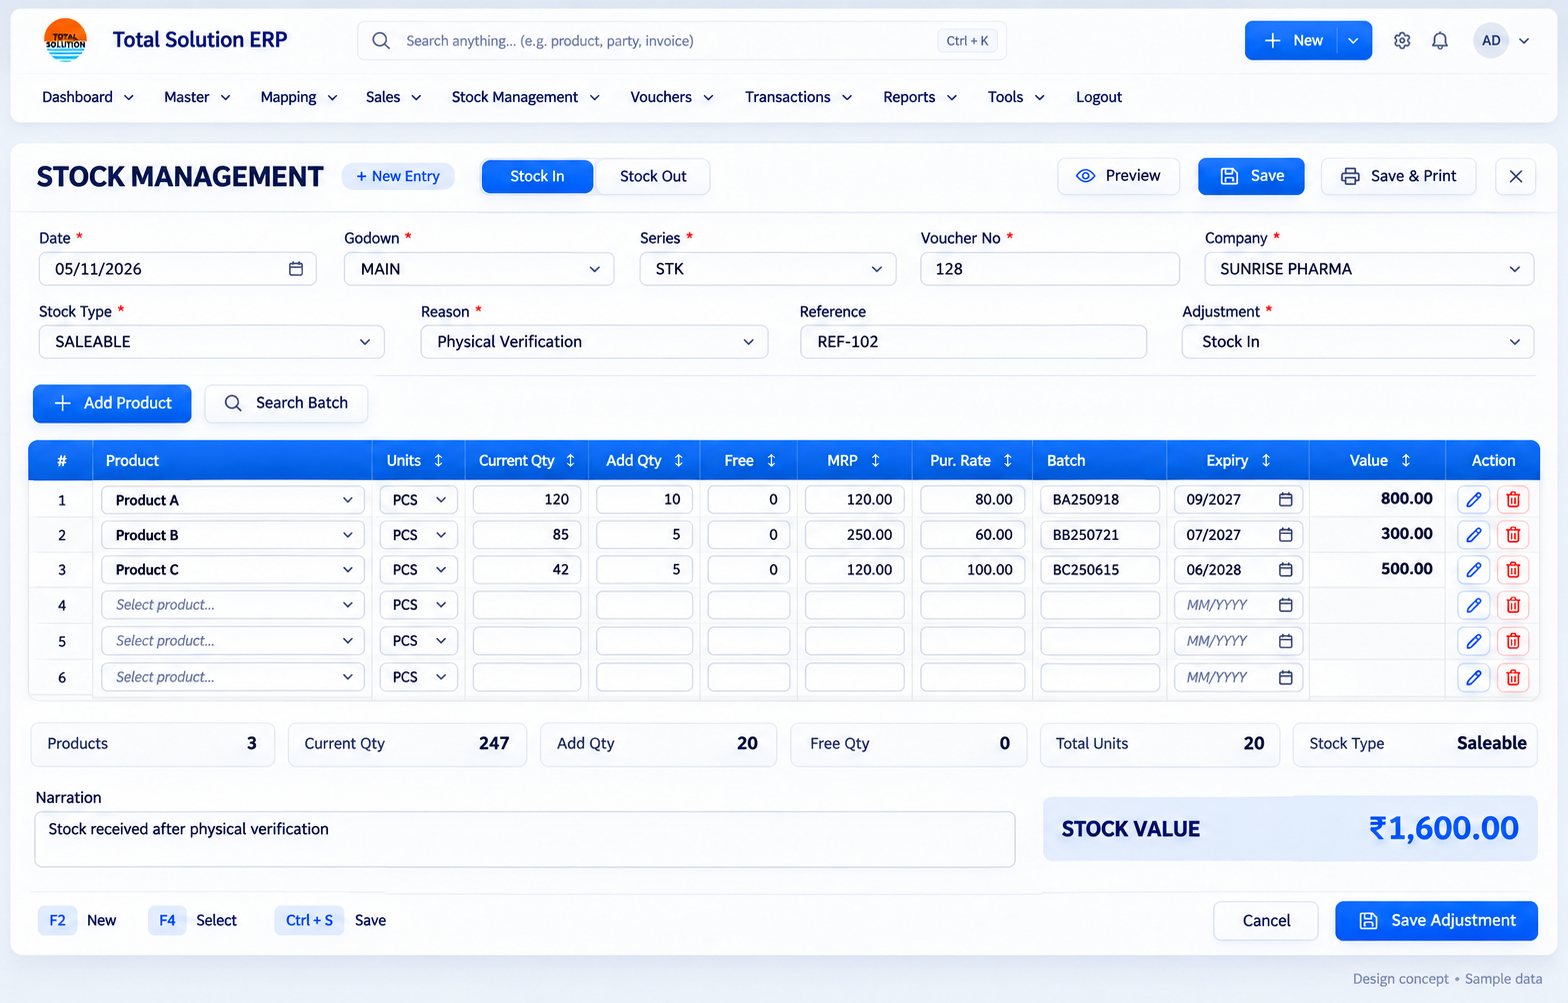 TOTAL SOLUTION
Total Solution ERP
Search anything... (e.g. product, party, invoice)
Ctrl + K
New
AD
Dashboard Master Mapping Sales Stock Management Vouchers Transactions Reports Tools Logout
STOCK MANAGEMENT
+ New Entry
Stock In
Stock Out
Preview
Save
Save & Print
Date * Godown * Series * Voucher No * Company *
05/11/2026 MAIN STK 128 SUNRISE PHARMA
Stock Type * Reason * Reference Adjustment *
SALEABLE Physical Verification REF-102 Stock In
Add Product
Search Batch
# Product Units Current Qty Add Qty Free MRP Pur. Rate Batch Expiry Value Action
1 Product A PCS 120 10 0 120.00 80.00 BA250918 09/2027 800.00
2 Product B PCS 85 5 0 250.00 60.00 BB250721 07/2027 300.00
3 Product C PCS 42 5 0 120.00 100.00 BC250615 06/2028 500.00
4 Select product... PCS MM/YYYY
5 Select product... PCS MM/YYYY
6 Select product... PCS MM/YYYY
Products 3 Current Qty 247 Add Qty 20 Free Qty 0 Total Units 20 Stock Type Saleable
Narration
Stock received after physical verification
STOCK VALUE ₹1,600.00
F2 New F4 Select Ctrl + S Save
Cancel
Save Adjustment
Design concept • Sample data